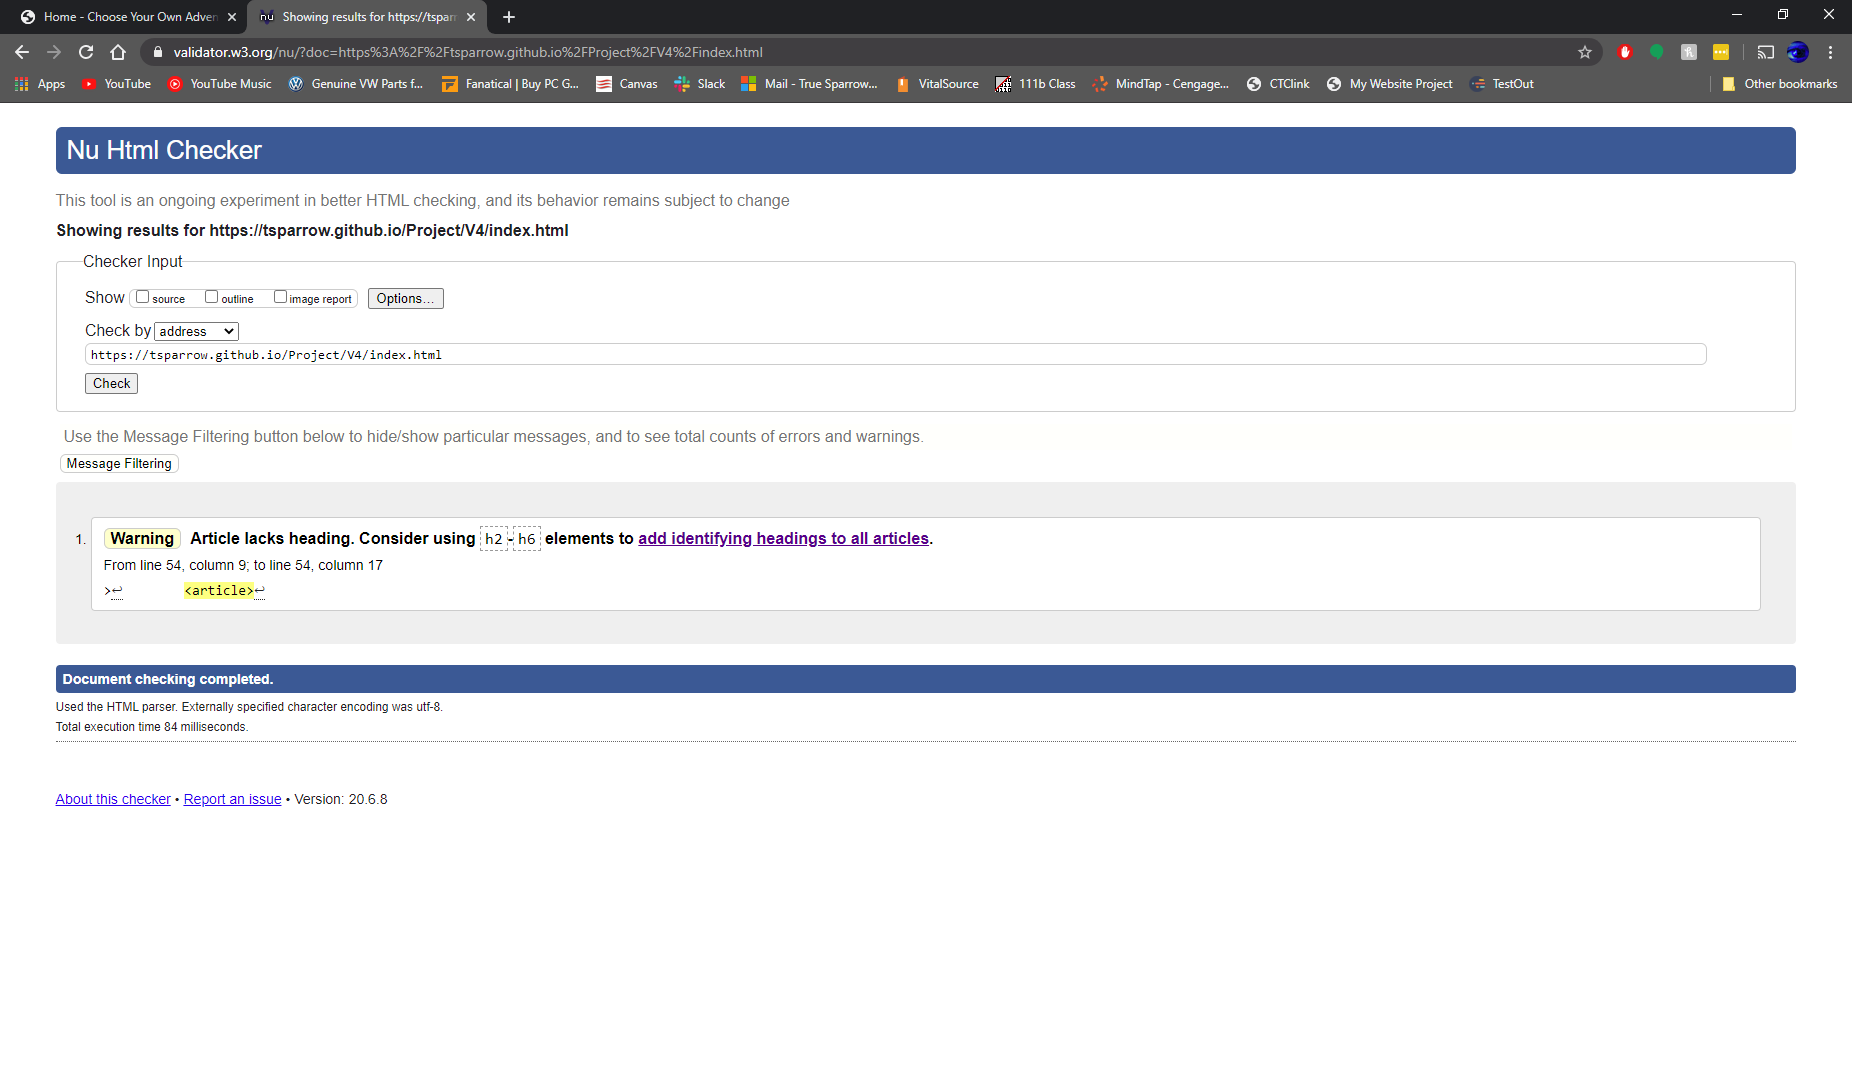 Home - Choose Your Own Adven
Showing results for https://tsparr
validator.w3.org/nu/?doc=https%3A%2F%2Ftsparrow.github.io%2FProject%2FV4%2Findex.html
Apps YouTube YouTube Music Genuine VW Parts f... Fanatical | Buy PC G... Canvas Slack Mail - True Sparrow... VitalSource 111b Class MindTap - Cengage... CTClink My Website Project TestOut Other bookmarks
Nu Html Checker
This tool is an ongoing experiment in better HTML checking, and its behavior remains subject to change
Showing results for https://tsparrow.github.io/Project/V4/index.html
Checker Input
Show source outline image report Options...
Check by address
https://tsparrow.github.io/Project/V4/index.html
Check
Use the Message Filtering button below to hide/show particular messages, and to see total counts of errors and warnings.
Message Filtering
1. Warning Article lacks heading. Consider using h2-h6 elements to add identifying headings to all articles.
From line 54, column 9; to line 54, column 17
>↩ <article>↩
Document checking completed.
Used the HTML parser. Externally specified character encoding was utf-8.
Total execution time 84 milliseconds.
About this checker • Report an issue • Version: 20.6.8